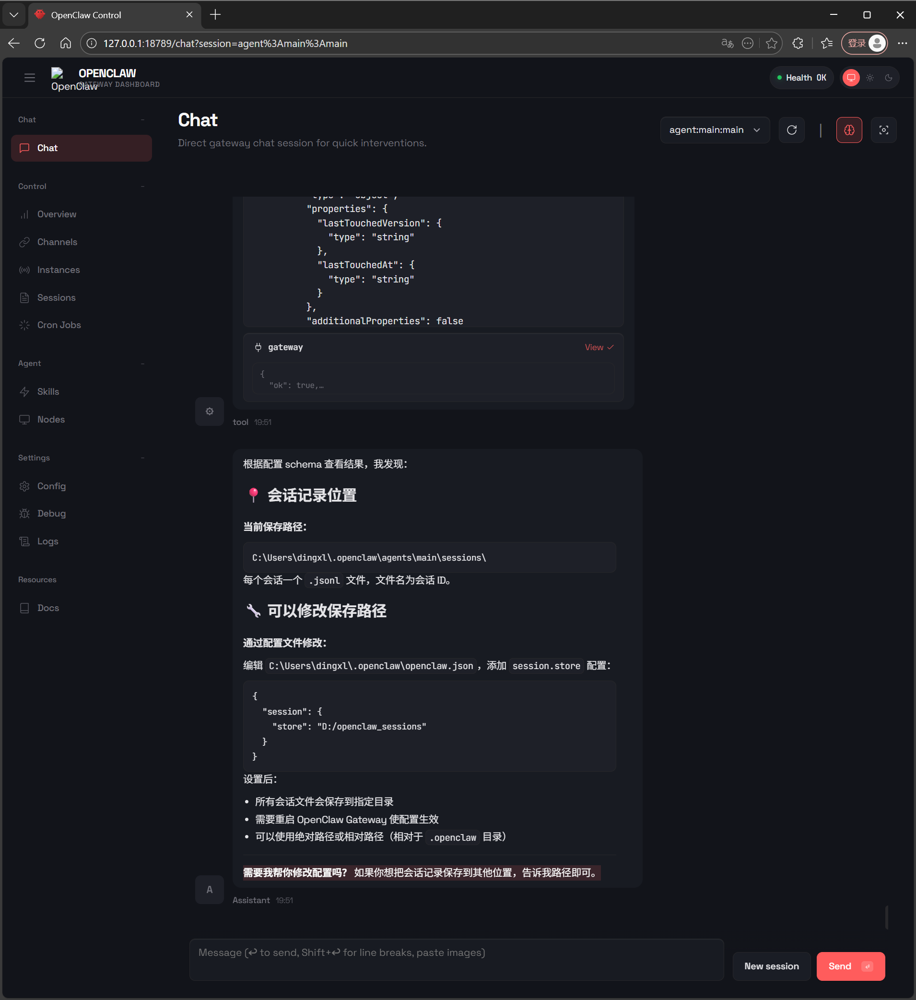 OpenClaw Control
127.0.0.1:18789/chat?session=agent%3Amain%3Amain
登录
OpenClaw
OPENCLAW
GATEWAY DASHBOARD
Health OK
Chat
Chat
Control
Overview
Channels
Instances
Sessions
Cron Jobs
Agent
Skills
Nodes
Settings
Config
Debug
Logs
Resources
Docs
Chat
Direct gateway chat session for quick interventions.
agent:main:main
"type": "object",
"properties": {
"lastTouchedVersion": {
"type": "string"
},
"lastTouchedAt": {
"type": "string"
}
},
"additionalProperties": false
gateway
View
{
"ok": true,…
tool 19:51
根据配置 schema 查看结果，我发现：
📍 会话记录位置
当前保存路径：
C:\Users\dingxl\.openclaw\agents\main\sessions\
每个会话一个 .jsonl 文件，文件名为会话 ID。
🔧 可以修改保存路径
通过配置文件修改：
编辑 C:\Users\dingxl\.openclaw\openclaw.json，添加 session.store 配置：
{
"session": {
"store": "D:/openclaw_sessions"
}
}
设置后：
• 所有会话文件会保存到指定目录
• 需要重启 OpenClaw Gateway 使配置生效
• 可以使用绝对路径或相对路径（相对于 .openclaw 目录）
需要我帮你修改配置吗？ 如果你想把会话记录保存到其他位置，告诉我路径即可。
A
Assistant 19:51
Message (↩ to send, Shift+↩ for line breaks, paste images)
New session
Send ↵